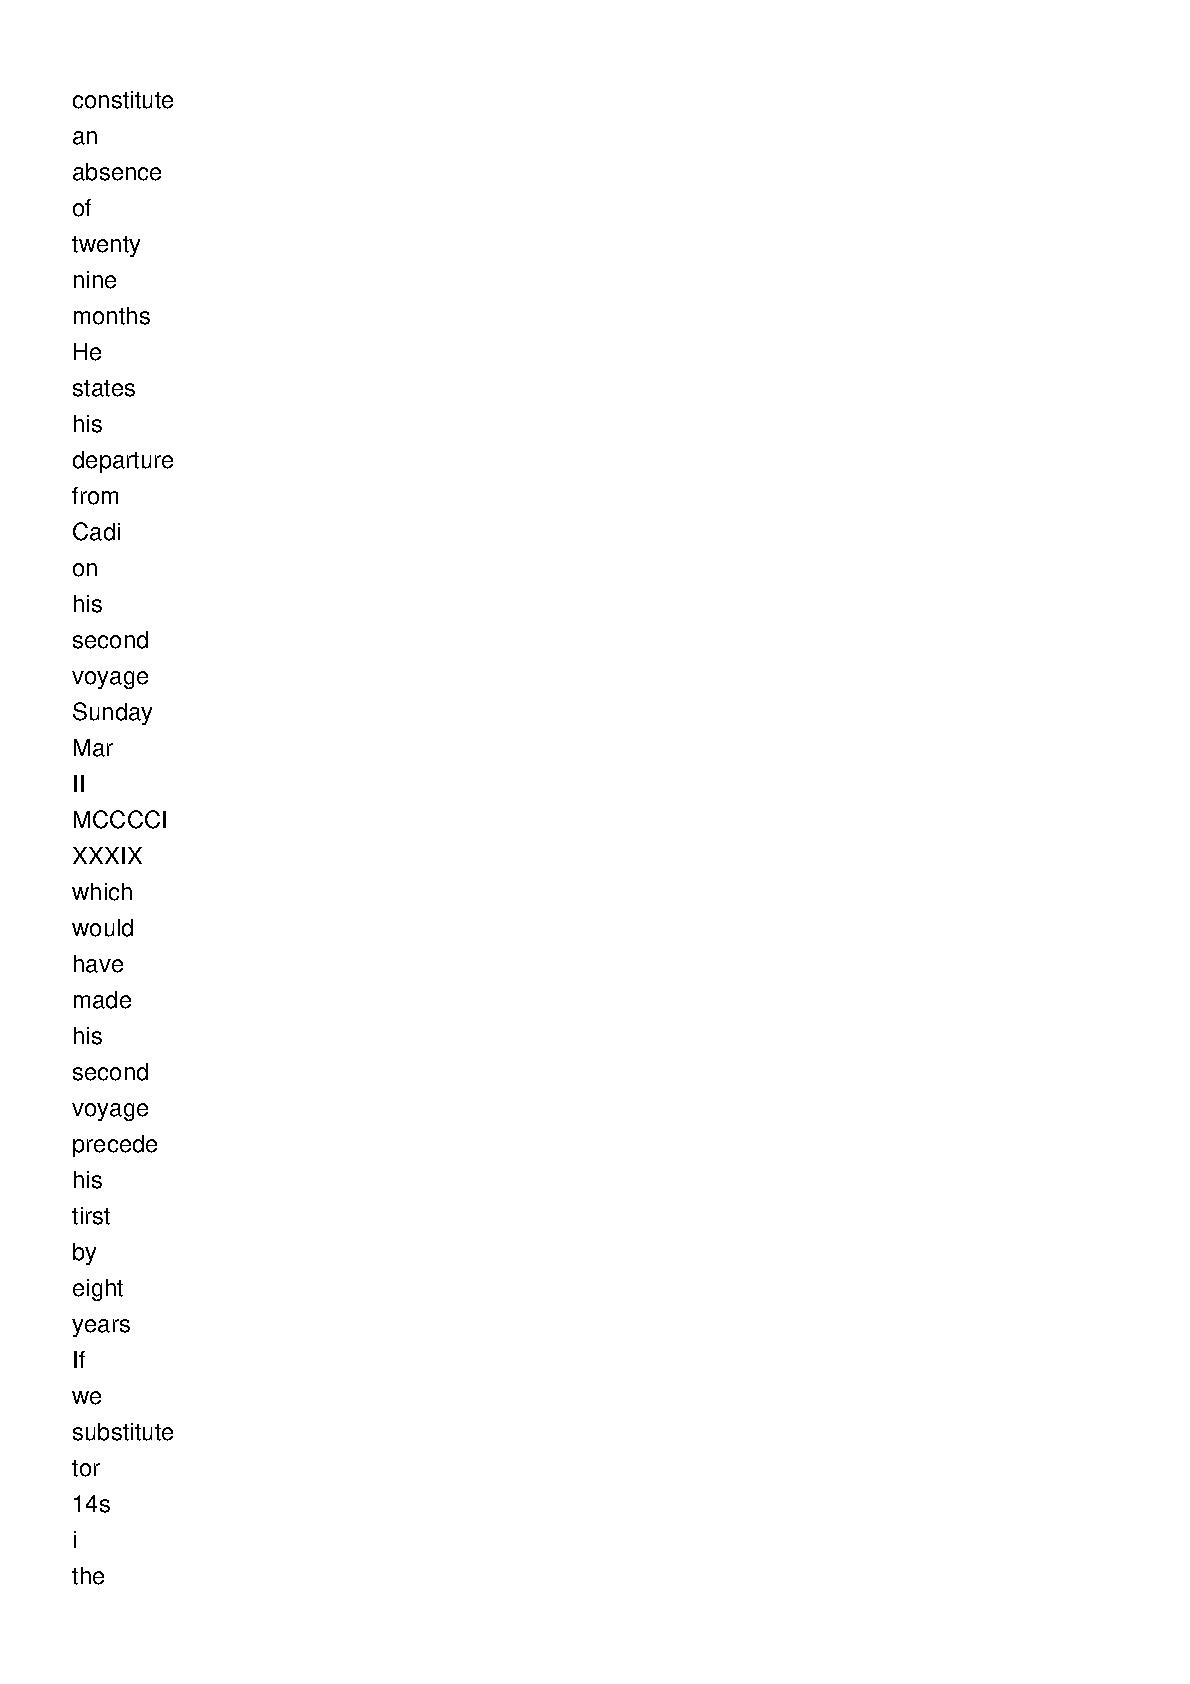 constitute
an
absence
of
twenty
nine
months
He
states
his
departure
from
Cadi
on
his
second
voyage
Sunday
Mar
II
MCCCCI
XXXIX
which
would
have
made
his
second
voyage
precede
his
tirst
by
eight
years
If
we
substitute
tor
14s
i
the